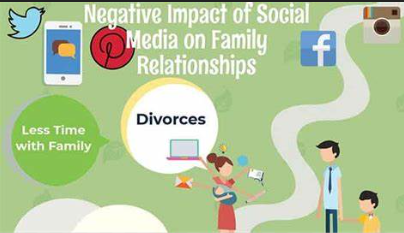 Negative Impact of Social
Media on Family
Relationships
Less Time
with Family
Divorces